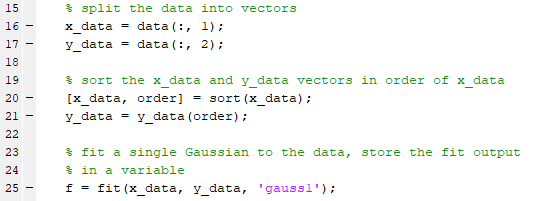 15 % split the data into vectors
16 - x_data = data(:, 1);
17 - y_data = data(:, 2);
18
19 % sort the x_data and y_data vectors in order of x_data
20 - [x_data, order] = sort(x_data);
21 - y_data = y_data(order);
22
23 % fit a single Gaussian to the data, store the fit output
24 % in a variable
25 - f = fit(x_data, y_data, 'gauss1');